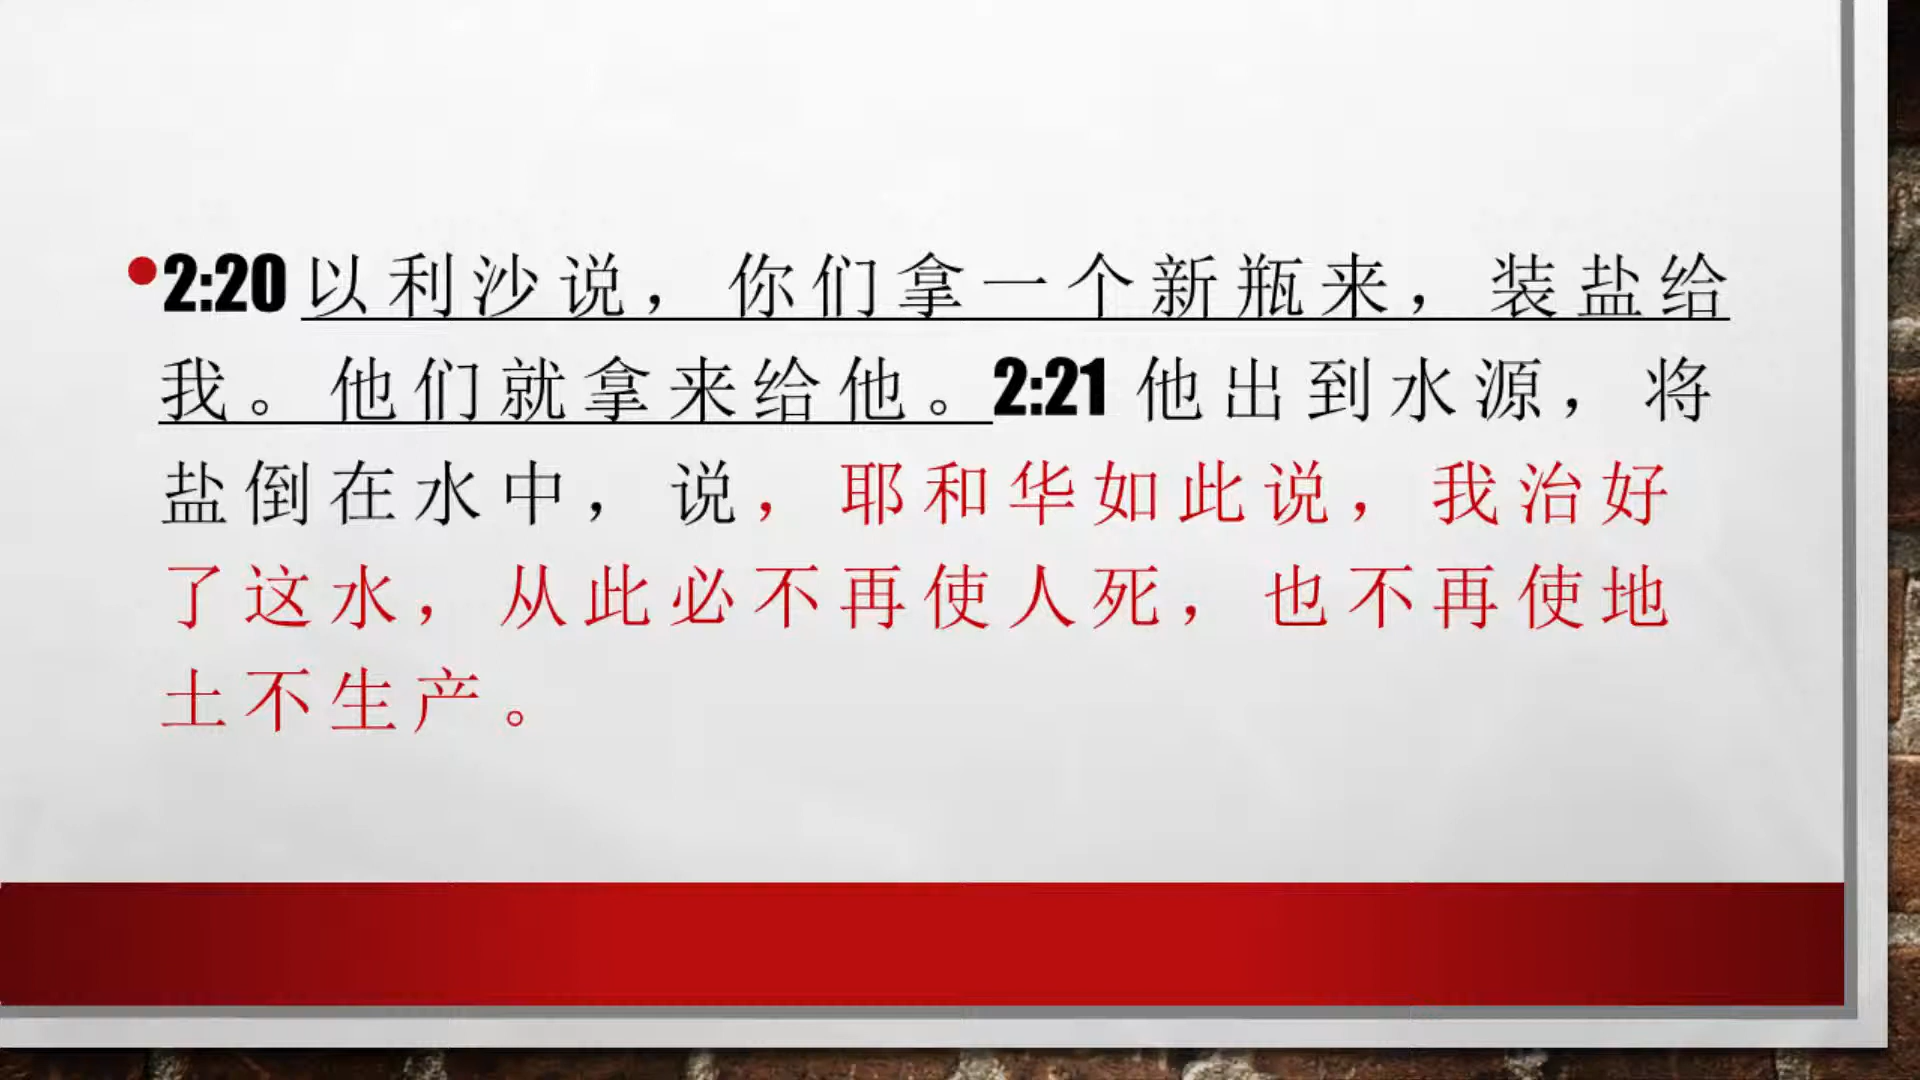 •2:20 以利沙说，你们拿一个新瓶来，装盐给
我。他们就拿来给他。2:21 他出到水源，将
盐倒在水中，说，耶和华如此说，我治好
了这水，从此必不再使人死，也不再使地
土不生产。